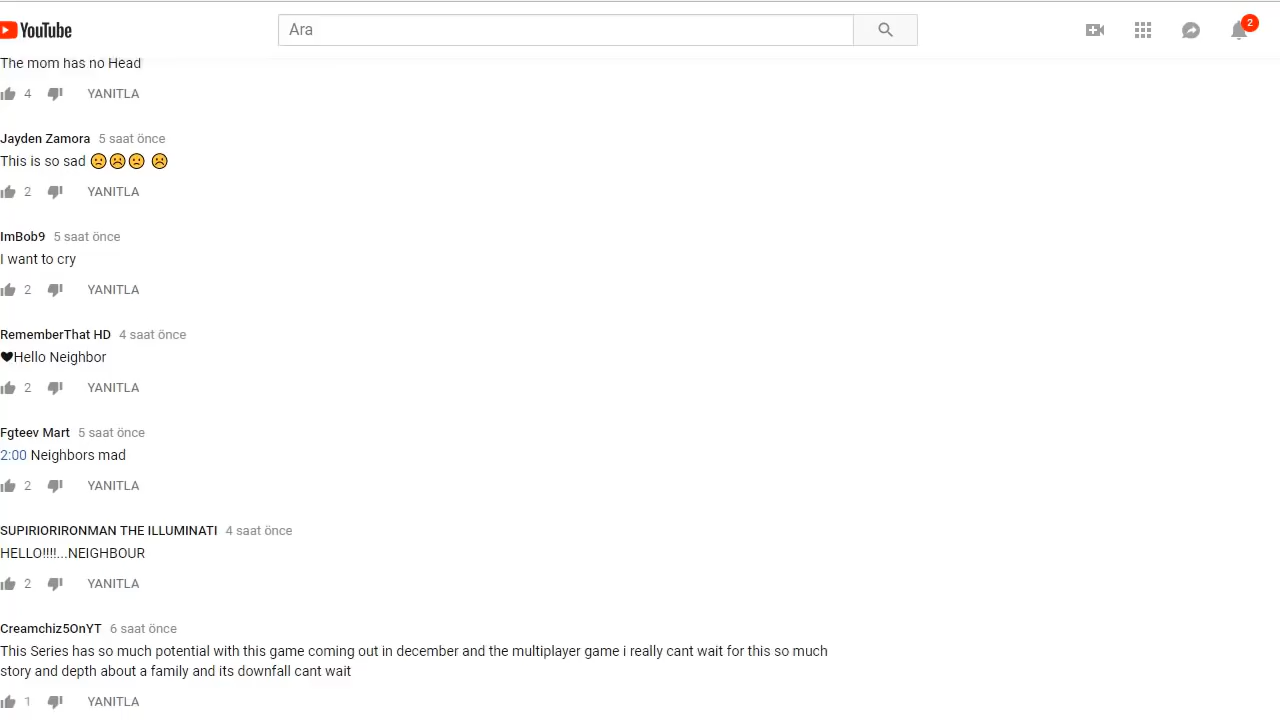 YouTube
Ara
2
The mom has no Head
4 YANITLA
Jayden Zamora 5 saat önce
This is so sad ☹️☹️☹️ ☹️
2 YANITLA
ImBob9 5 saat önce
I want to cry
2 YANITLA
RememberThat HD 4 saat önce
❤Hello Neighbor
2 YANITLA
Fgteev Mart 5 saat önce
2:00 Neighbors mad
2 YANITLA
SUPIRIORIRONMAN THE ILLUMINATI 4 saat önce
HELLO!!!!...NEIGHBOUR
2 YANITLA
Creamchiz5OnYT 6 saat önce
This Series has so much potential with this game coming out in december and the multiplayer game i really cant wait for this so much
story and depth about a family and its downfall cant wait
1 YANITLA